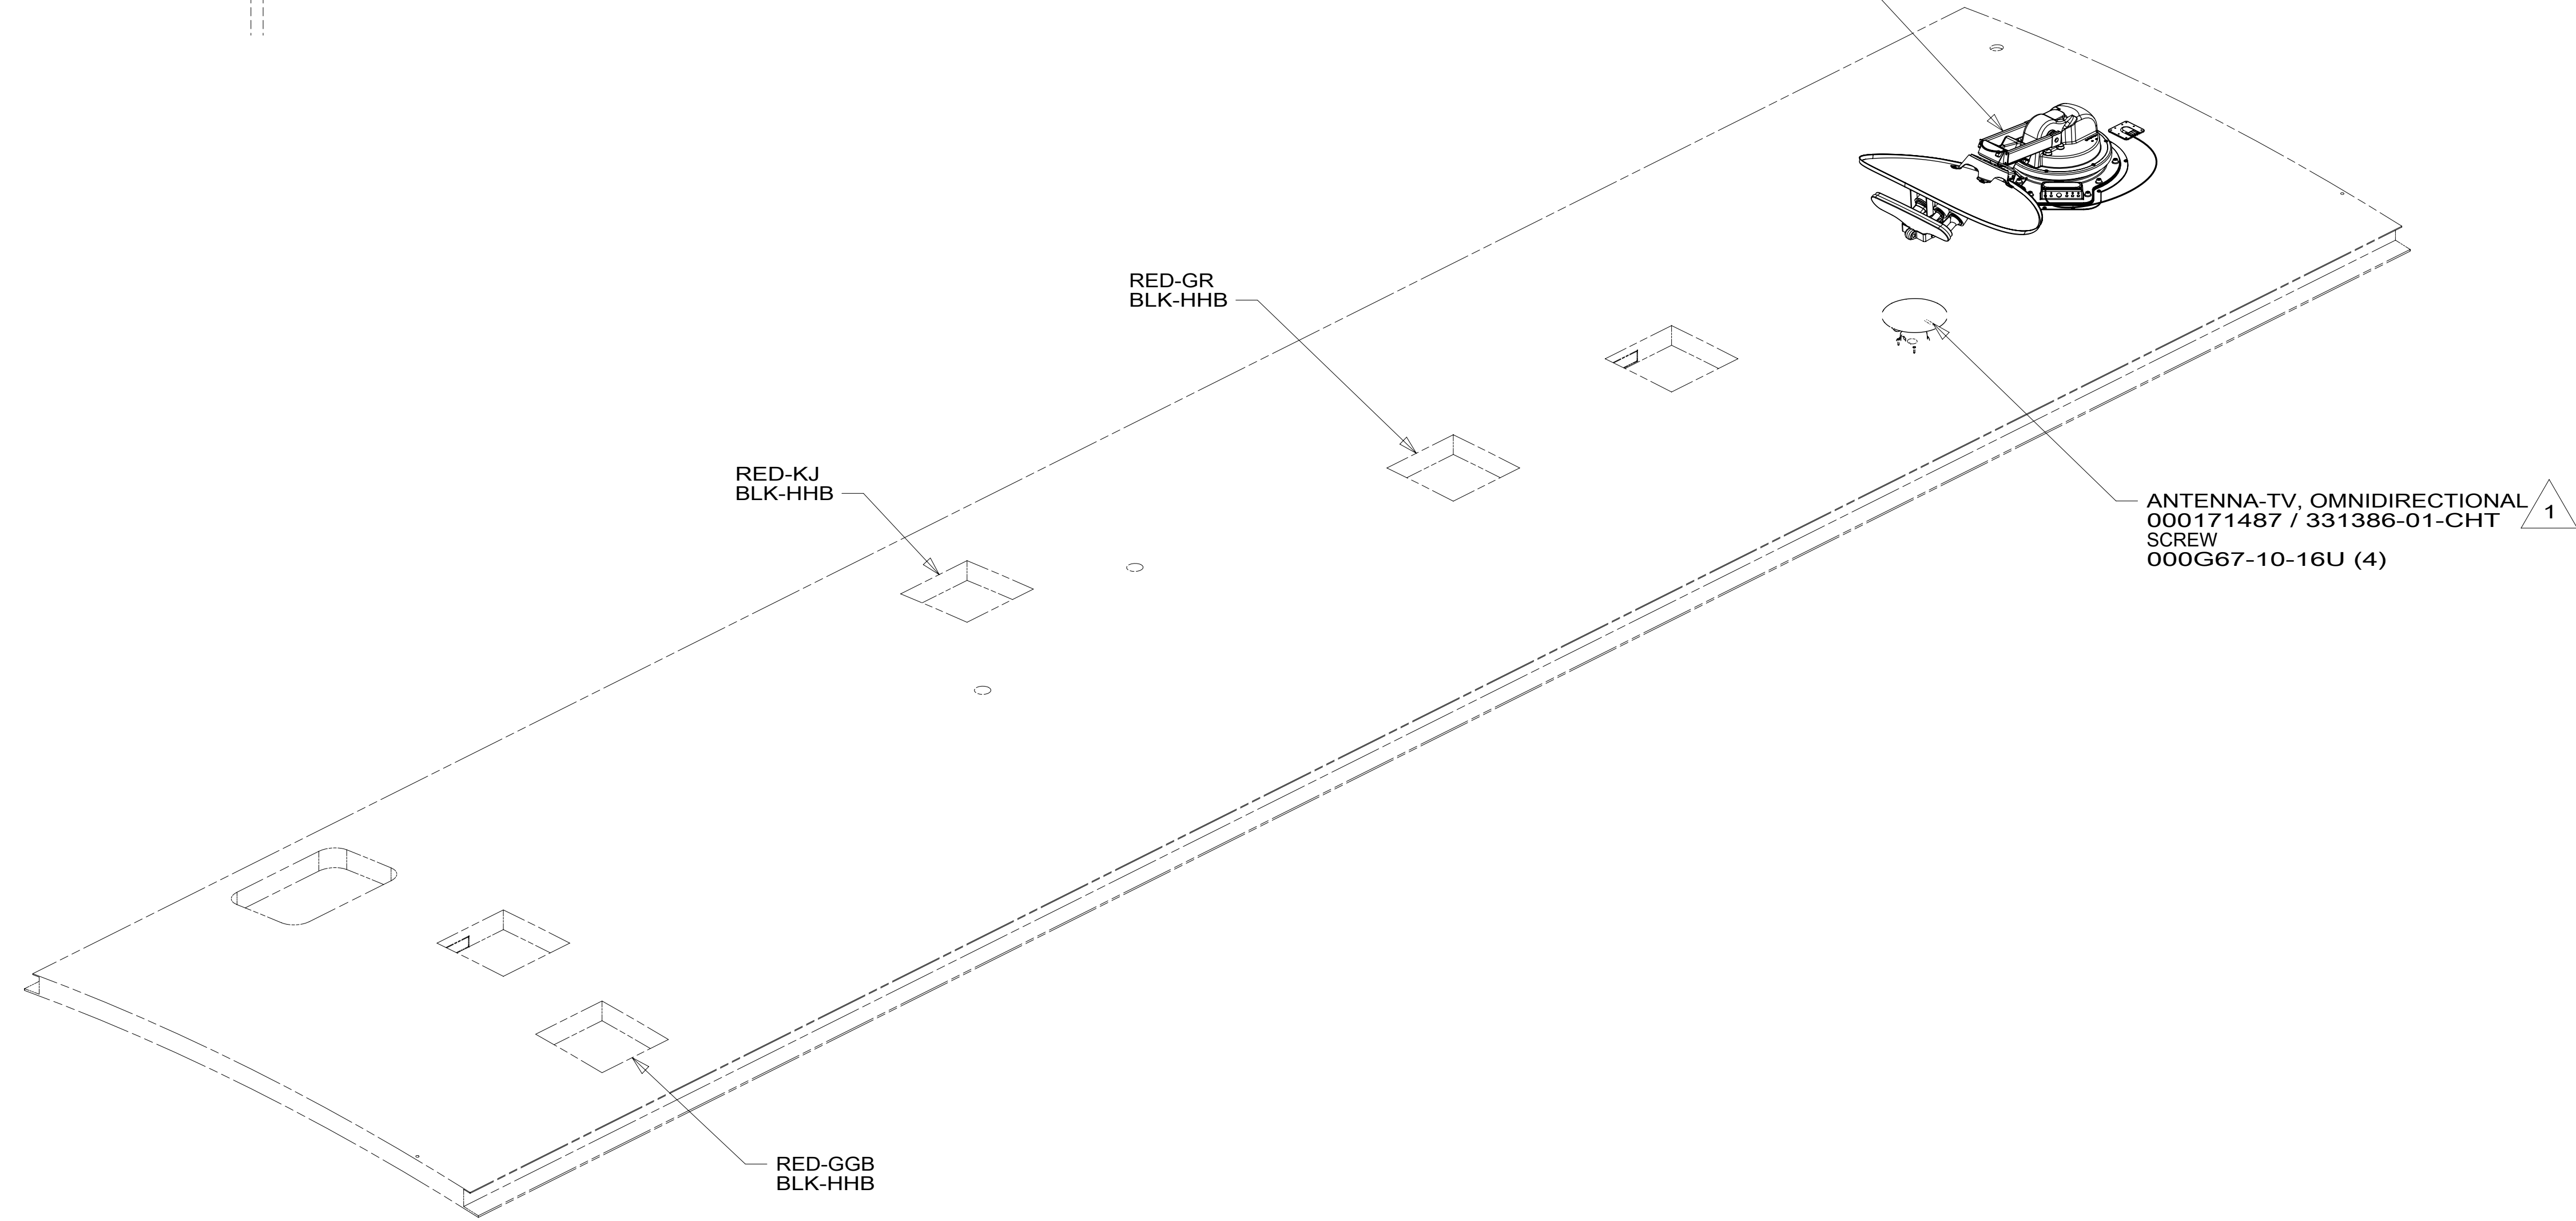 RED-GR
BLK-HHB
RED-KJ
BLK-HHB
ANTENNA-TV, OMNIDIRECTIONAL
000171487 / 331386-01-CHT
1
SCREW
000G67-10-16U (4)
RED-GGB
BLK-HHB